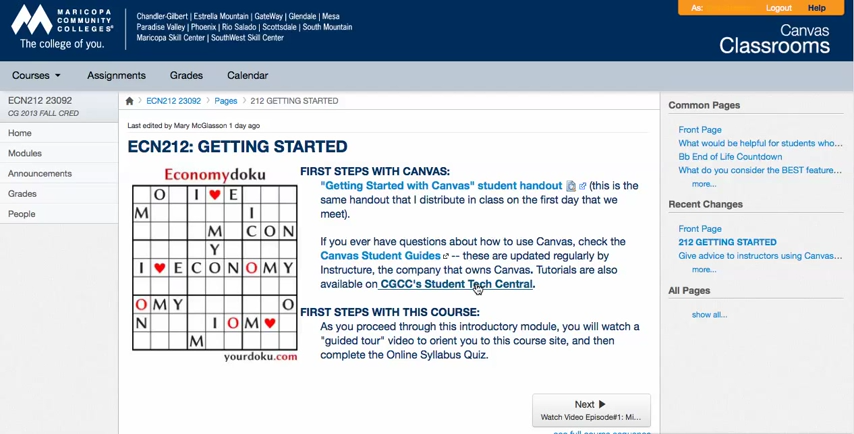 MARICOPA
COMMUNITY
COLLEGES®
The college of you.
Chandler-Gilbert | Estrella Mountain | GateWay | Glendale | Mesa
Paradise Valley | Phoenix | Rio Salado | Scottsdale | South Mountain
Maricopa Skill Center | SouthWest Skill Center
As:
Logout
Help
Canvas
Classrooms
Courses
Assignments
Grades
Calendar
ECN212 23092
CG 2013 FALL CRED
Home
Modules
Announcements
Grades
People
ECN212 23092
Pages
212 GETTING STARTED
Last edited by Mary McGlasson 1 day ago
ECN212: GETTING STARTED
Economydoku
O I ♥ E
M I
M C O N
Y
I ♥ E C O N O M Y
O M Y O
N I O M ♥
M
yourdoku.com
FIRST STEPS WITH CANVAS:
"Getting Started with Canvas" student handout (this is the
same handout that I distribute in class on the first day that we
meet).
If you ever have questions about how to use Canvas, check the
Canvas Student Guides -- these are updated regularly by
Instructure, the company that owns Canvas. Tutorials are also
available on CGCC's Student Tech Central.
FIRST STEPS WITH THIS COURSE:
As you proceed through this introductory module, you will watch a
"guided tour" video to orient you to this course site, and then
complete the Online Syllabus Quiz.
Next ▶
Watch Video Episode#1: Mi...
see full course sequence
Common Pages
Front Page
What would be helpful for students who...
Bb End of Life Countdown
What do you consider the BEST feature...
more...
Recent Changes
Front Page
212 GETTING STARTED
Give advice to instructors using Canvas...
more...
All Pages
show all...